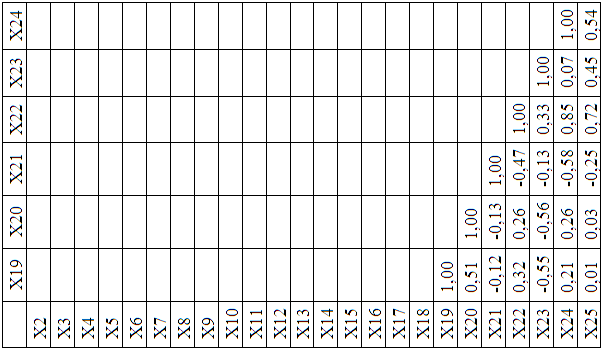 X19 X20 X21 X22 X23 X24
X2
X3
X4
X5
X6
X7
X8
X9
X10
X11
X12
X13
X14
X15
X16
X17
X18
X19 1,00
X20 0,51 1,00
X21 -0,12 -0,13 1,00
X22 0,32 0,26 -0,47 1,00
X23 -0,55 -0,56 -0,13 0,33 1,00
X24 0,21 0,26 -0,58 0,85 0,07 1,00
X25 0,01 0,03 -0,25 0,72 0,45 0,54